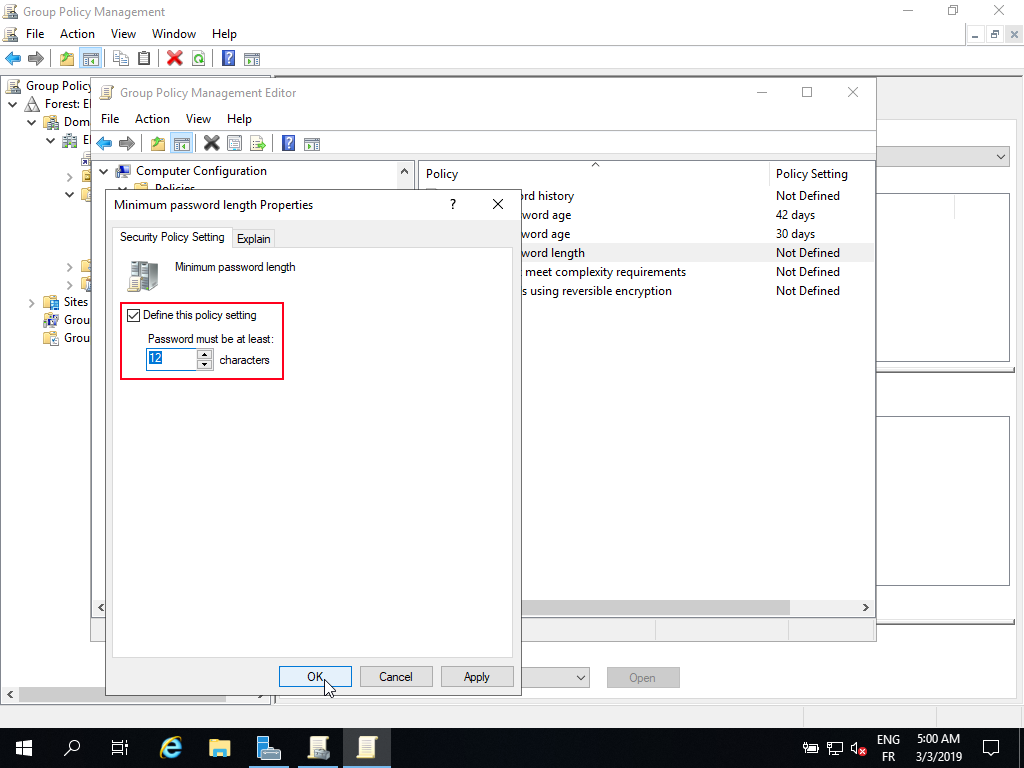 Group Policy Management
File Action View Window Help
Group Policy
Forest: E
Dom
E
Sites
Grou
Grou
Group Policy Management Editor
File Action View Help
Computer Configuration
Policies
Policy Policy Setting
rd history Not Defined
word age 42 days
word age 30 days
word length Not Defined
meet complexity requirements Not Defined
s using reversible encryption Not Defined
Minimum password length Properties
Security Policy Setting Explain
Minimum password length
Define this policy setting
Password must be at least:
12 characters
OK Cancel Apply
Open
ENG 5:00 AM
FR 3/3/2019